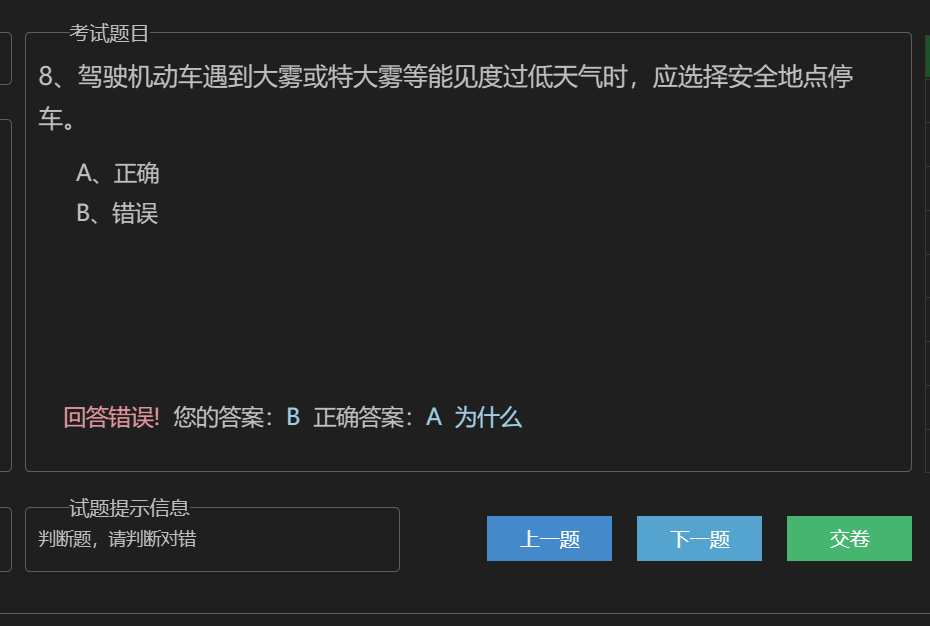 考试题目
8、驾驶机动车遇到大雾或特大雾等能见度过低天气时，应选择安全地点停
车。
A、正确
B、错误
回答错误! 您的答案：B 正确答案：A 为什么
试题提示信息
判断题，请判断对错
上一题 下一题 交卷